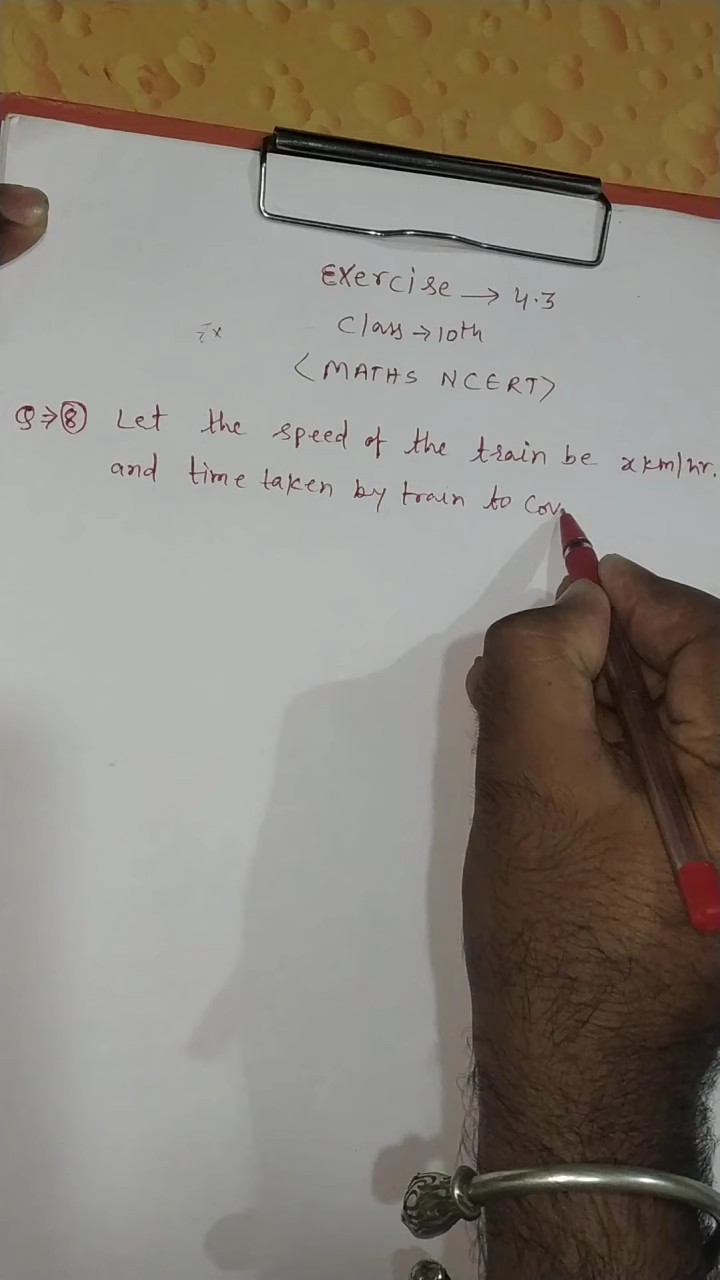 Exercise → 4.3
Class → 10th
<MATHS NCERT>
Q⇒⑧ Let the speed of the train be x km/hr.
and time taken by train to cov